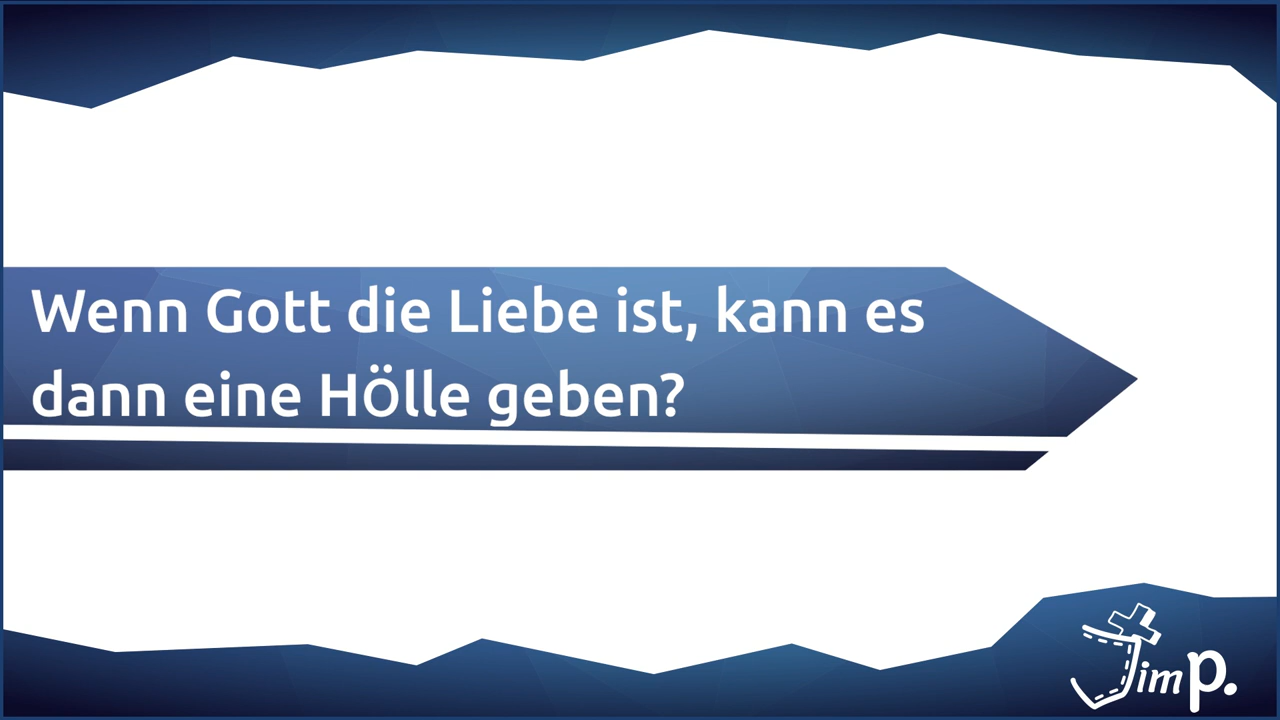 Wenn Gott die Liebe ist, kann es
dann eine Hölle geben?
Jim p.